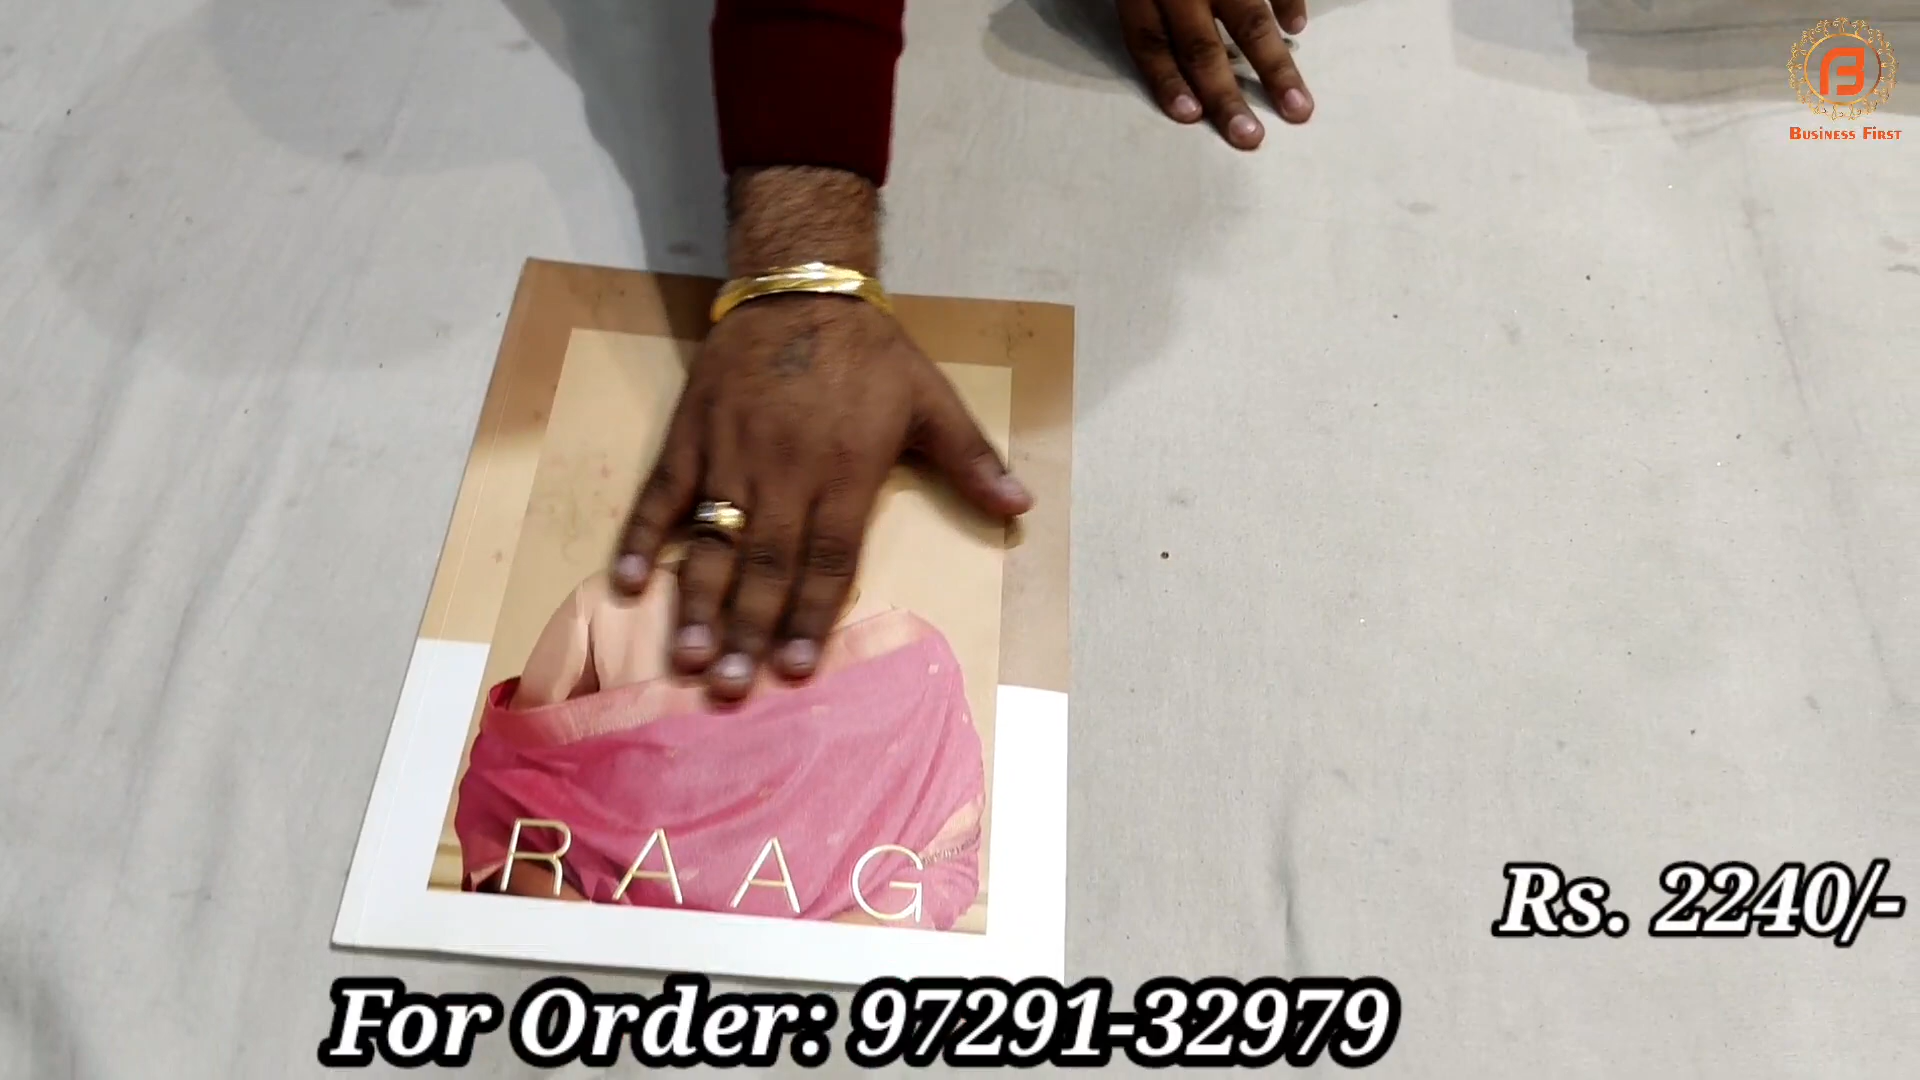 BUSINESS FIRST
RAAG
Rs. 2240/-
For Order: 97291-32979